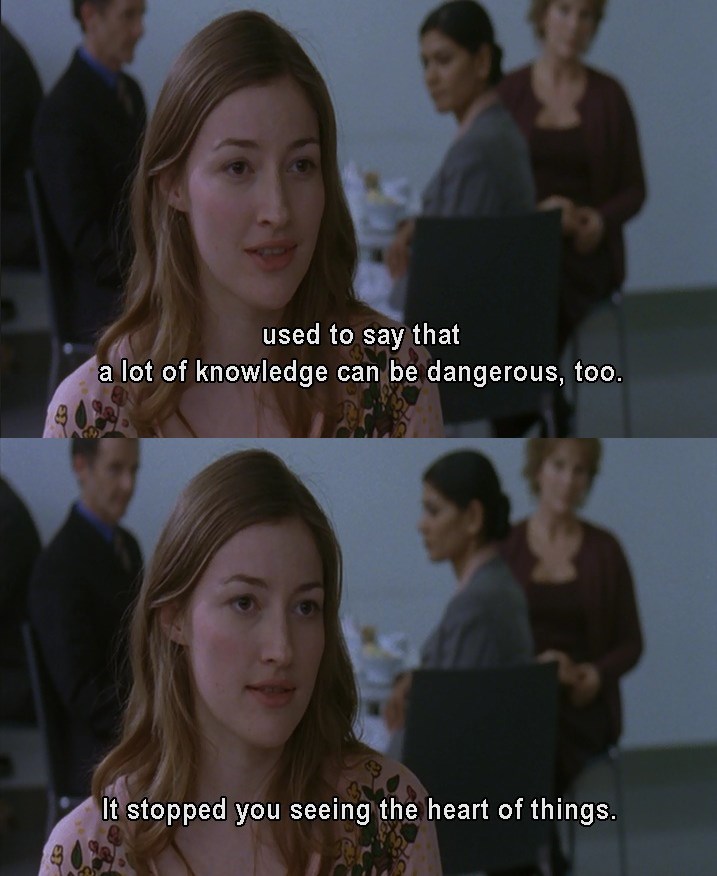 used to say that
a lot of knowledge can be dangerous, too.
It stopped you seeing the heart of things.